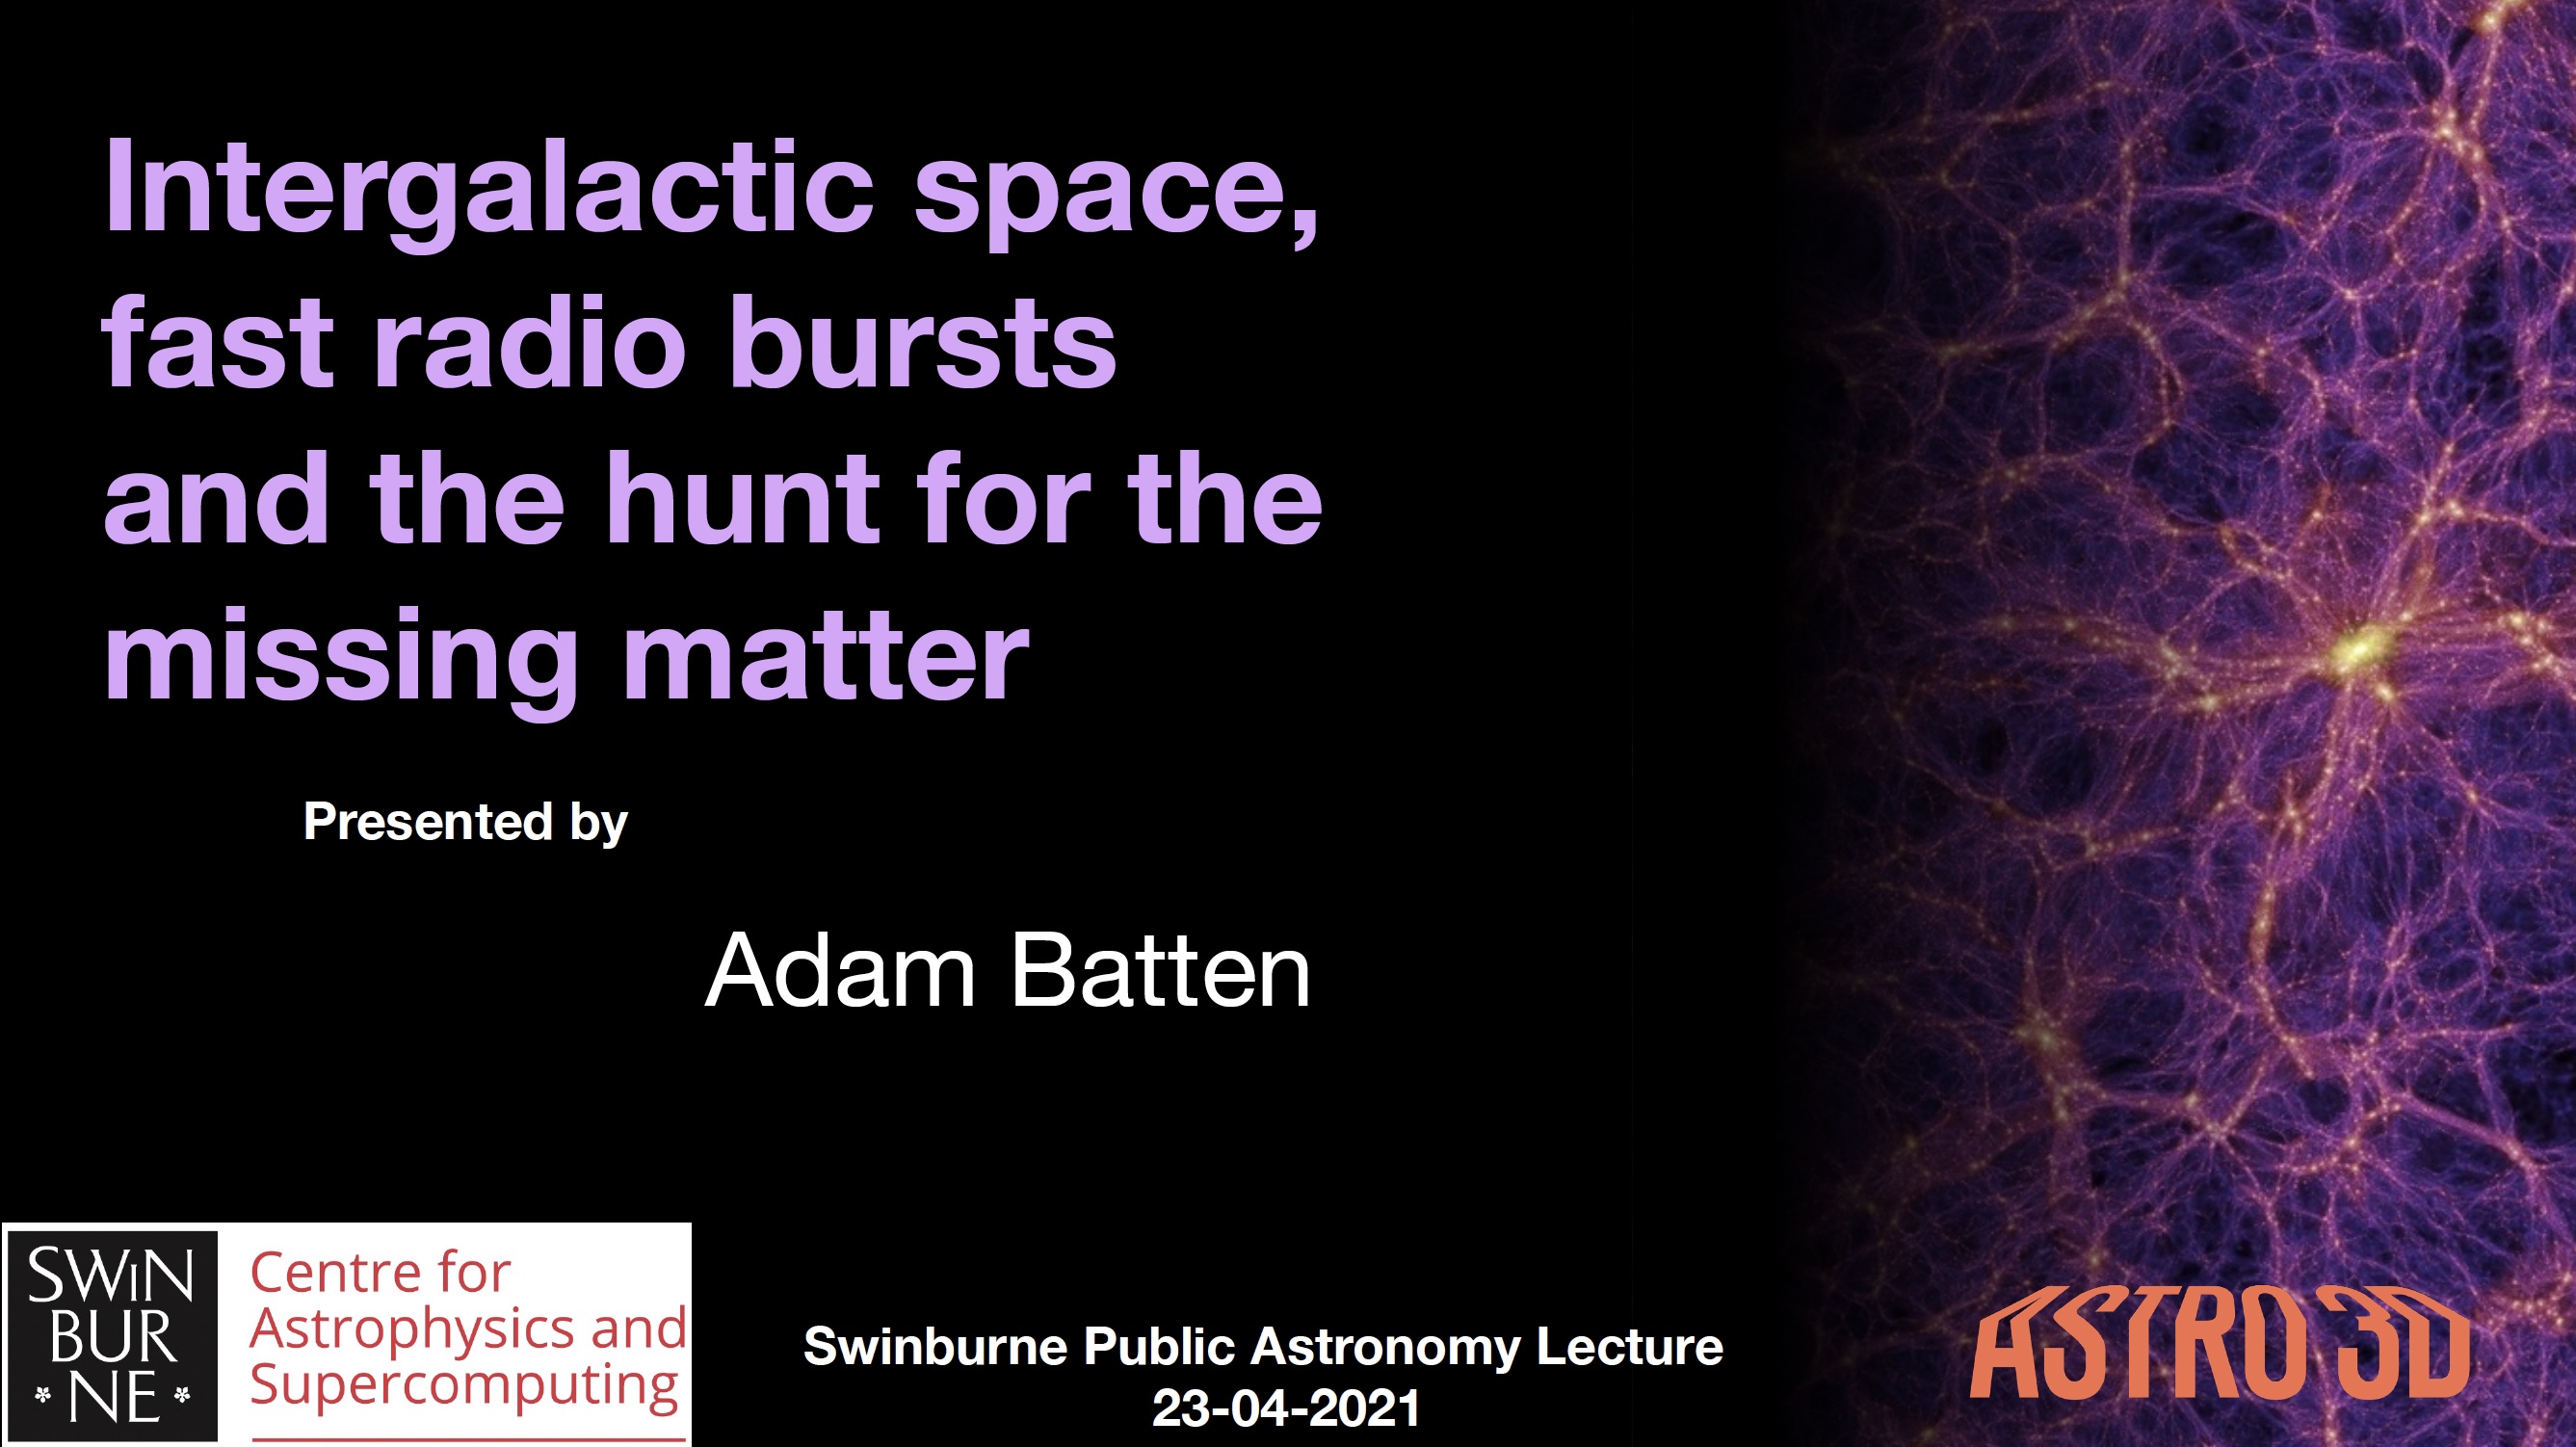 Intergalactic space,
fast radio bursts
and the hunt for the
missing matter
Presented by
Adam Batten
SWIN
BUR
NE
Centre for
Astrophysics and
Supercomputing
Swinburne Public Astronomy Lecture
23-04-2021
ASTRO 3D